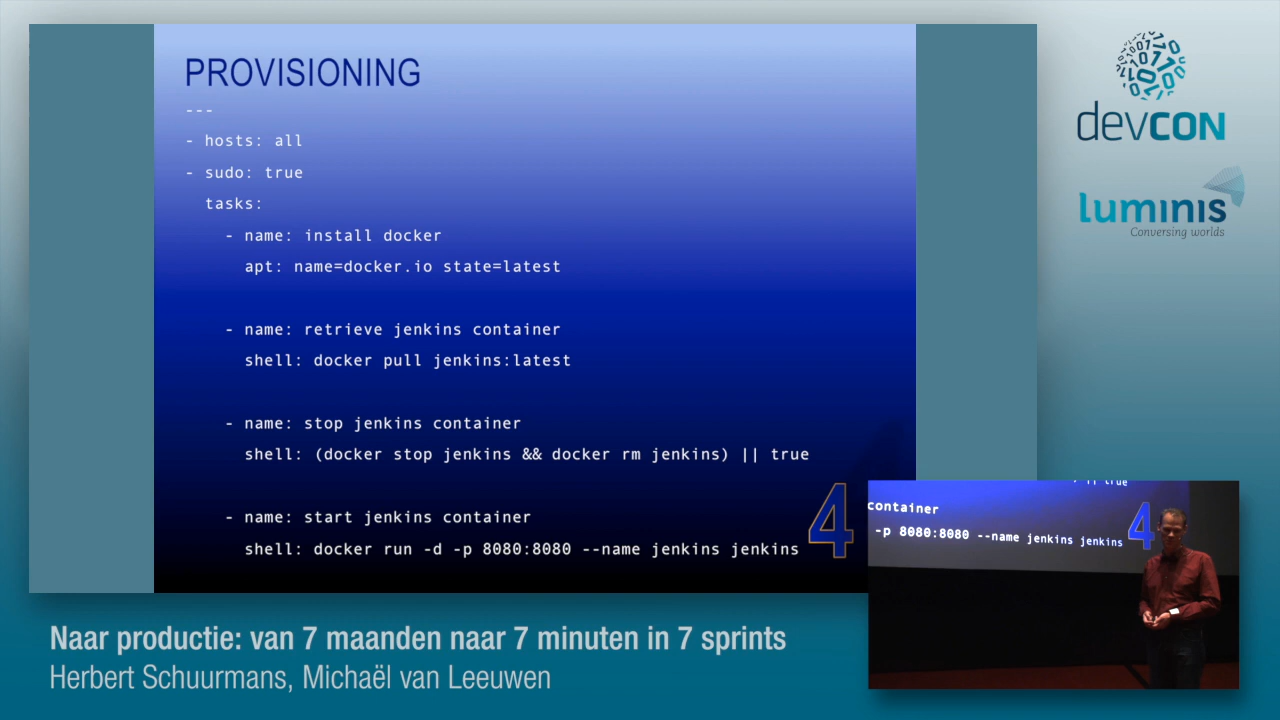 PROVISIONING
---
- hosts: all
- sudo: true
tasks:
- name: install docker
apt: name=docker.io state=latest
- name: retrieve jenkins container
shell: docker pull jenkins:latest
- name: stop jenkins container
shell: (docker stop jenkins && docker rm jenkins) || true
- name: start jenkins container
shell: docker run -d -p 8080:8080 --name jenkins jenkins
4
devCON
luminis
Conversing worlds
|| true
container
-p 8080:8080 --name jenkins jenkins
4
Naar productie: van 7 maanden naar 7 minuten in 7 sprints
Herbert Schuurmans, Michaël van Leeuwen